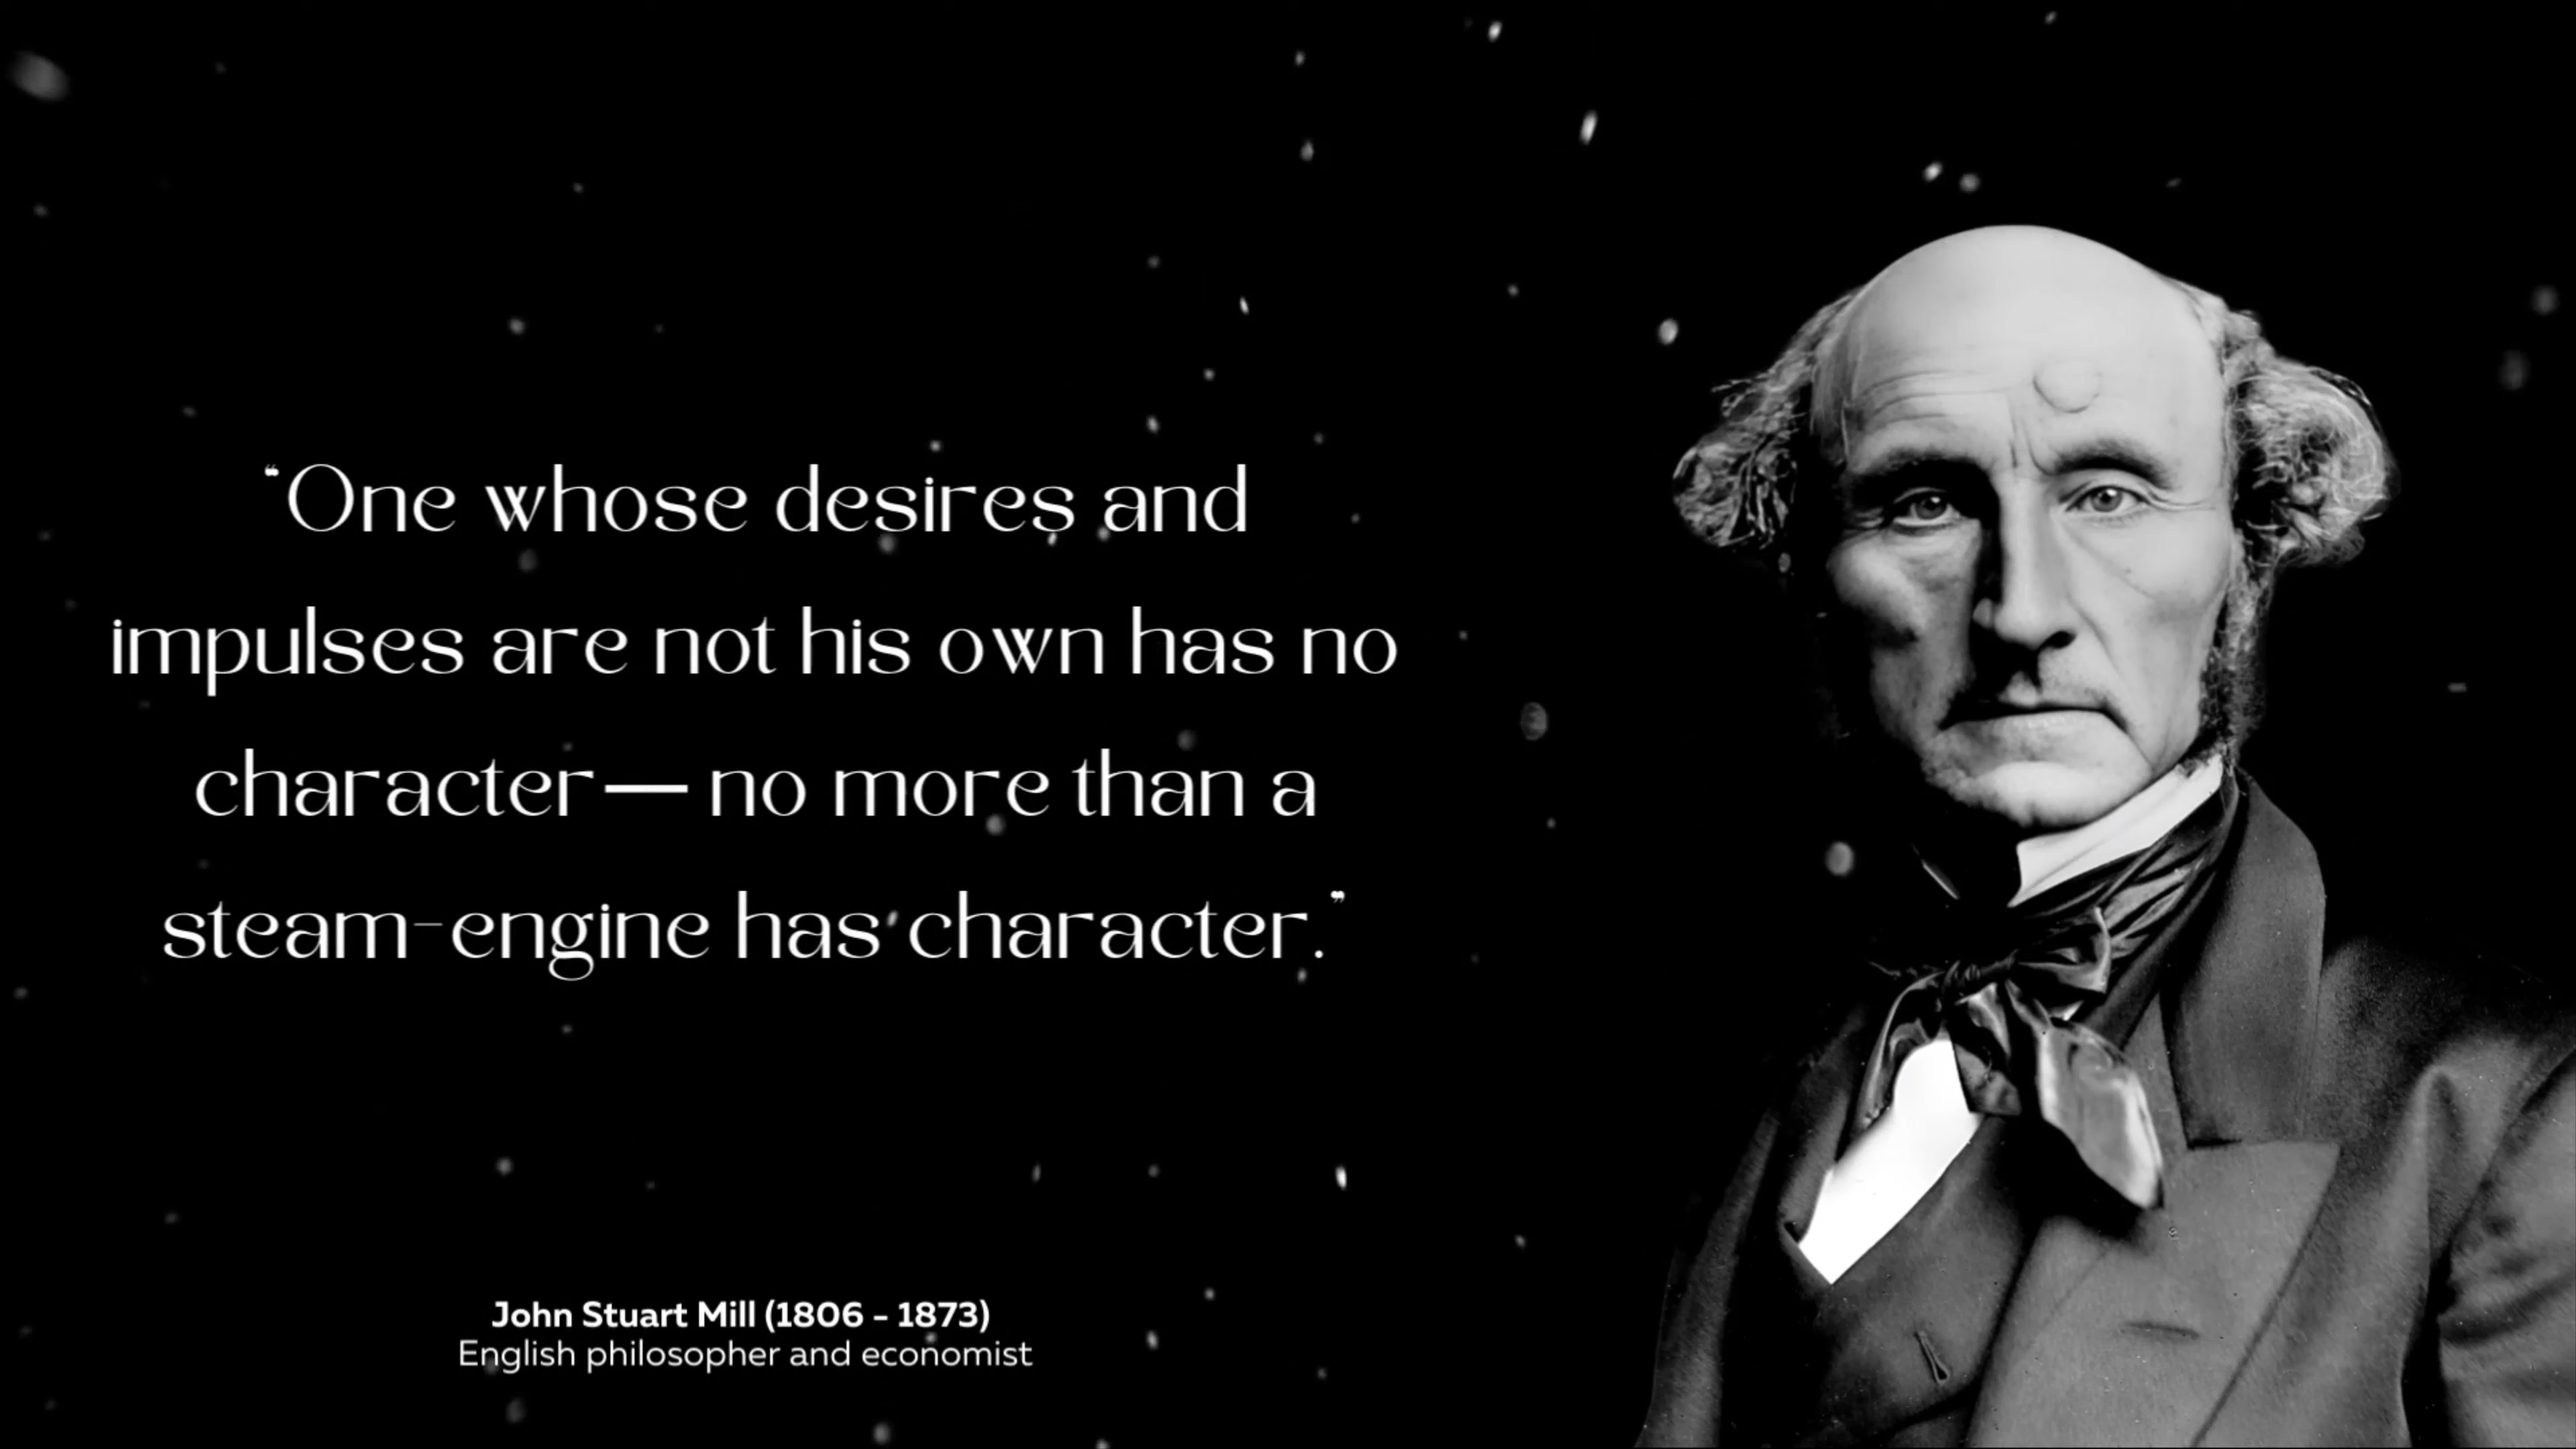 “One whose desires and
impulses are not his own has no
character— no more than a
steam-engine has character.”
John Stuart Mill (1806 - 1873)
English philosopher and economist